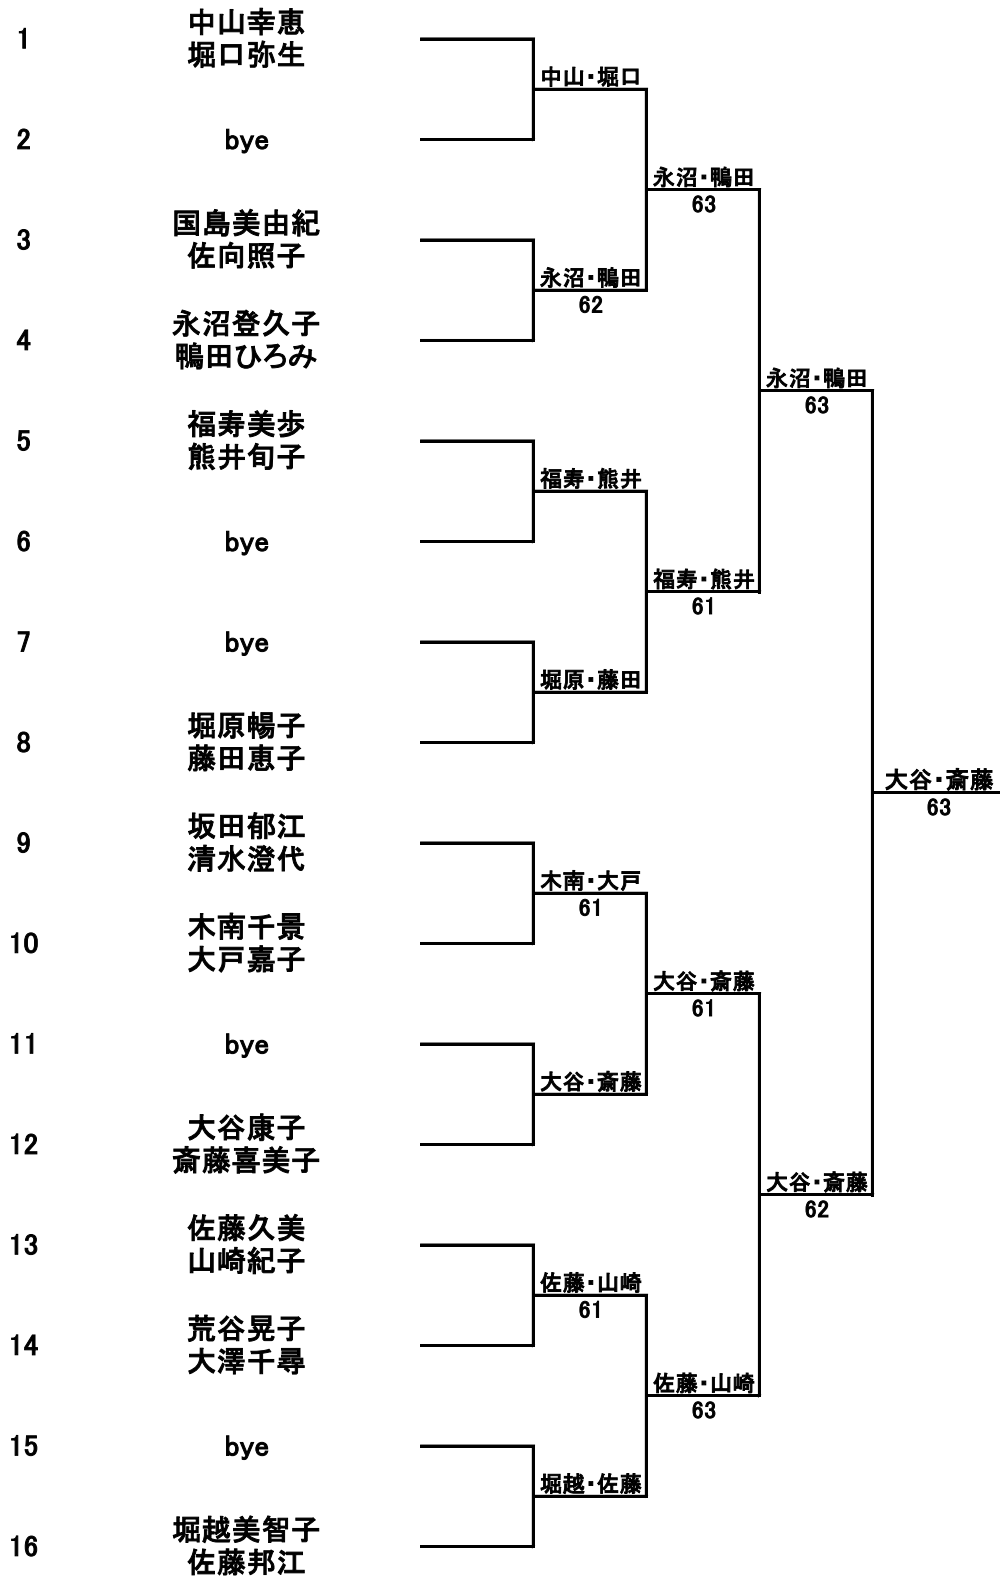 1
中山幸恵
堀口弥生
中山・堀口
2
bye
永沼・鴨田
63
3
国島美由紀
佐向照子
永沼・鴨田
62
4
永沼登久子
鴨田ひろみ
永沼・鴨田
63
5
福寿美歩
熊井旬子
福寿・熊井
6
bye
福寿・熊井
61
7
bye
堀原・藤田
8
堀原暢子
藤田恵子
大谷・斎藤
63
9
坂田郁江
清水澄代
木南・大戸
61
10
木南千景
大戸嘉子
大谷・斎藤
61
11
bye
大谷・斎藤
12
大谷康子
斎藤喜美子
大谷・斎藤
62
13
佐藤久美
山崎紀子
佐藤・山崎
61
14
荒谷晃子
大澤千尋
佐藤・山崎
63
15
bye
堀越・佐藤
16
堀越美智子
佐藤邦江